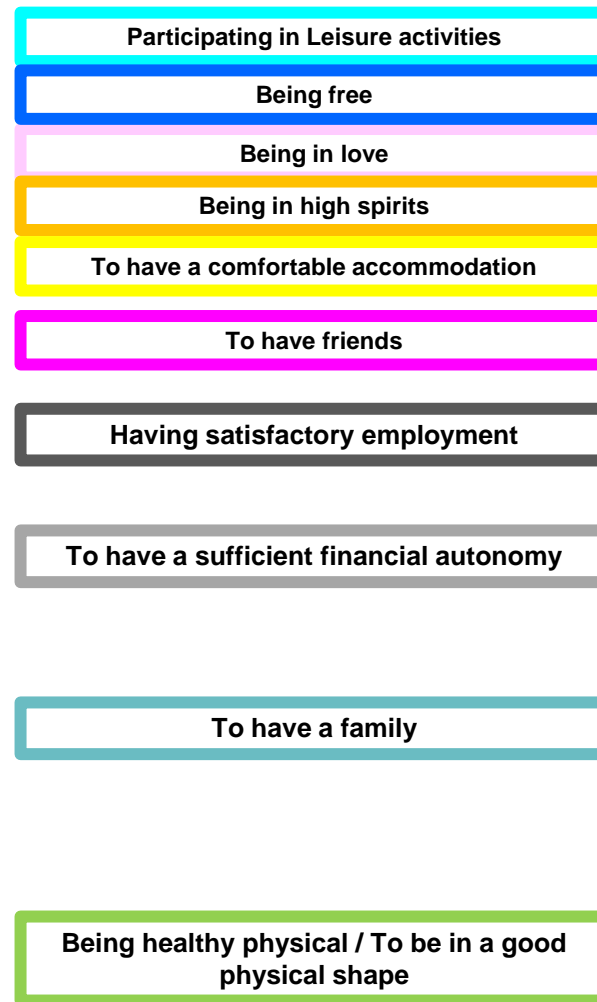 Participating in Leisure activities
Being free
Being in love
Being in high spirits
To have a comfortable accommodation
To have friends
Having satisfactory employment
To have a sufficient financial autonomy
To have a family
Being healthy physical / To be in a good
physical shape